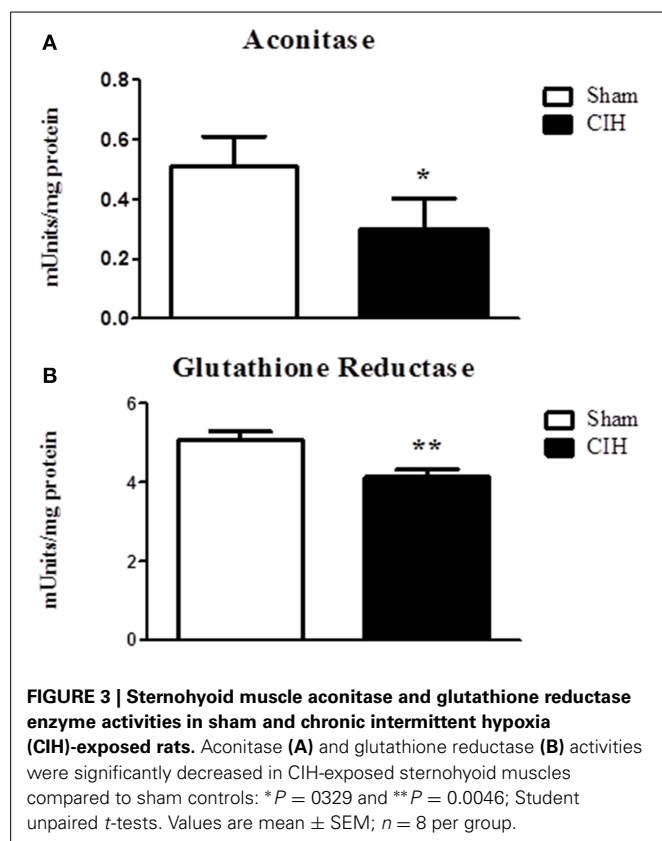 A
Aconitase
mUnits/mg protein
0.8
0.6
0.4
0.2
0.0
*
Sham
CIH
B
Glutathione Reductase
mUnits/mg protein
6
4
2
0
**
Sham
CIH
FIGURE 3 | Sternohyoid muscle aconitase and glutathione reductase
enzyme activities in sham and chronic intermittent hypoxia
(CIH)-exposed rats. Aconitase (A) and glutathione reductase (B) activities
were significantly decreased in CIH-exposed sternohyoid muscles
compared to sham controls: *P = 0329 and **P = 0.0046; Student
unpaired t-tests. Values are mean ± SEM; n = 8 per group.